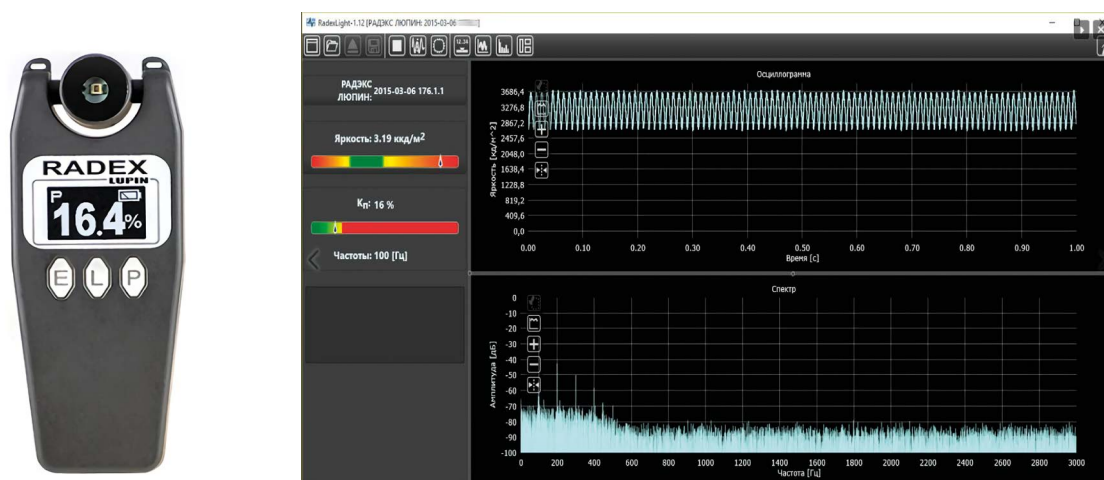 RADEX
LUPIN
P
16.4%
E L P
RadexLight-1.12 [РАДЭКС ЛЮПИН: 2015-03-06
12.34
РАДЭКС
ЛЮПИН: 2015-03-06 176.1.1
Яркость: 3.19 ккд/м²
Кп: 16 %
Частоты: 100 [Гц]
Осциллограмма
Яркость [кд/м^2]
3686,4
3276,8
2867,2
2457,6
2048,0
1638,4
1228,8
819,2
409,6
0,0
0.00 0.10 0.20 0.30 0.40 0.50 0.60 0.70 0.80 0.90 1.00
Время [с]
Спектр
Амплитуда [дБ]
0
-10
-20
-30
-40
-50
-60
-70
-80
-90
-100
0 200 400 600 800 1000 1200 1400 1600 1800 2000 2200 2400 2600 2800 3000
Частота [Гц]